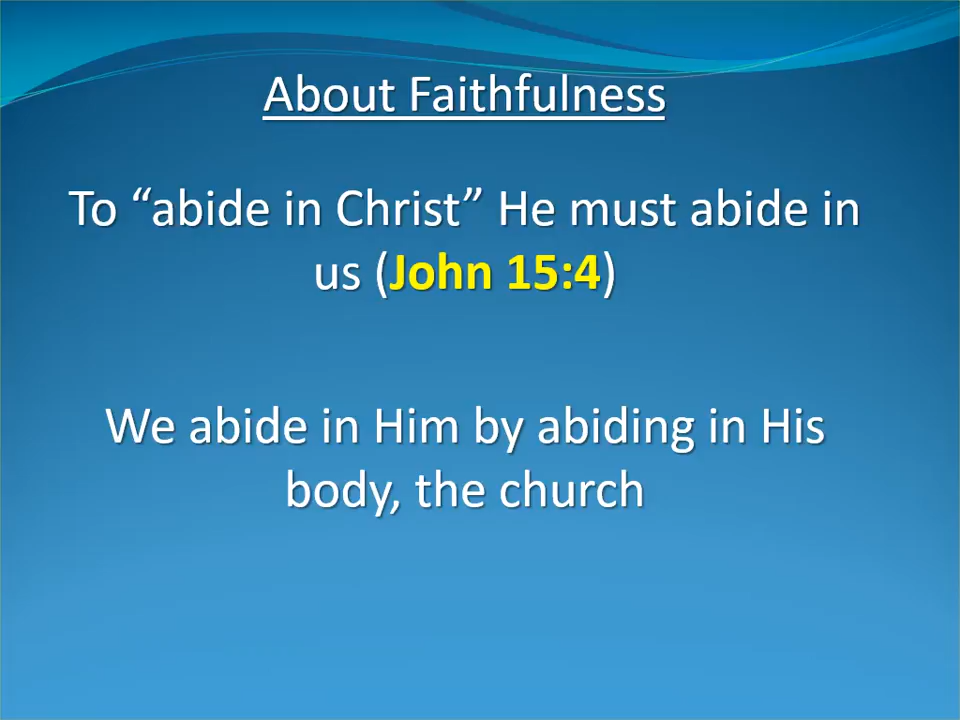 About Faithfulness
To “abide in Christ” He must abide in
us (John 15:4)
We abide in Him by abiding in His
body, the church